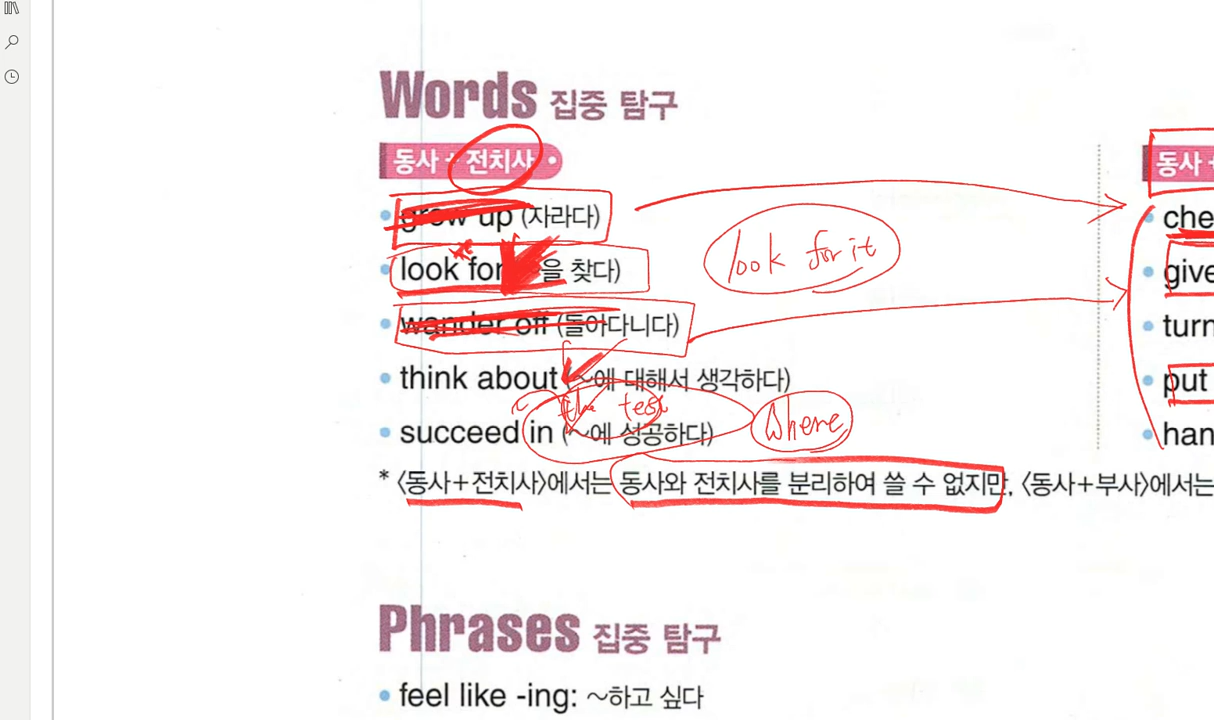 Words 집중 탐구
동사 + 전치사
동사 +
grow up (자라다)
che
look for 을 찾다)
look for it
give
wander off (돌아다니다)
turn
think about ~에 대해서 생각하다)
put
the test
where
succeed in (~에 성공하다)
han
* 〈동사+전치사〉에서는 동사와 전치사를 분리하여 쓸 수 없지만, 〈동사+부사〉에서는
Phrases 집중 탐구
feel like -ing: ~하고 싶다